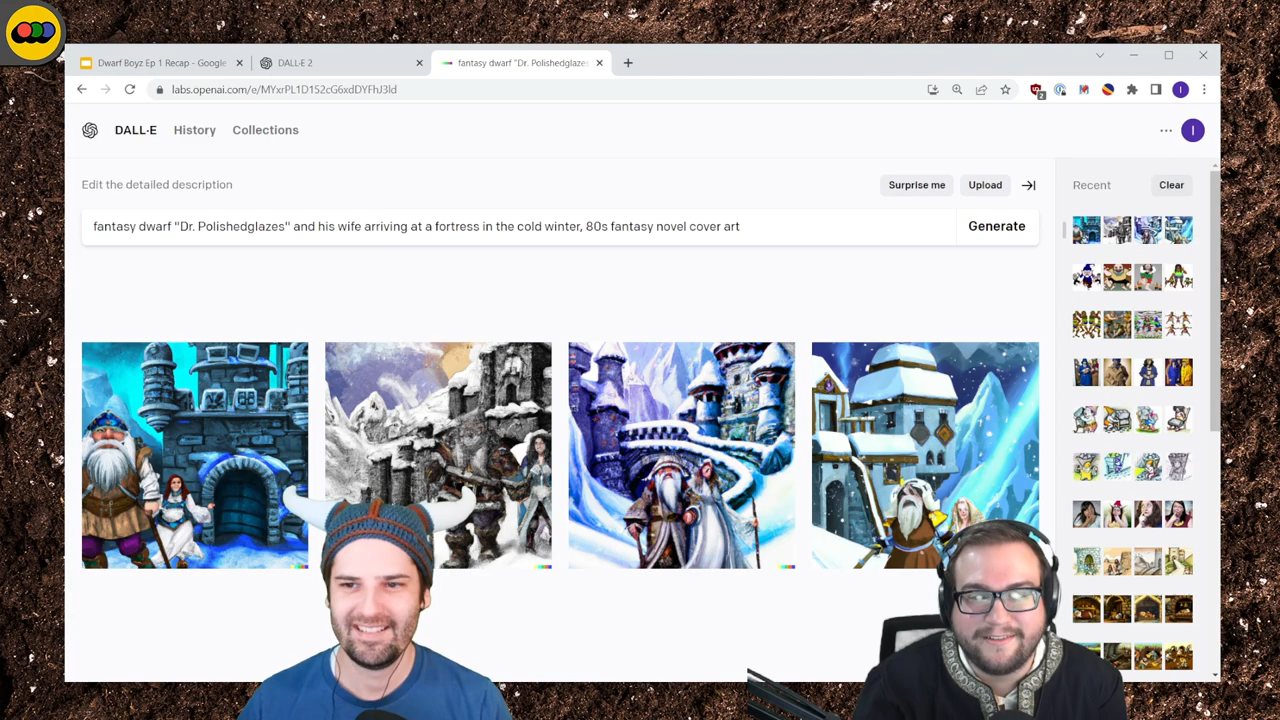 Dwarf Boyz Ep 1 Recap - Google
DALL·E 2
fantasy dwarf "Dr. Polishedglazes
labs.openai.com/e/MYxrPL1D152cG6xdDYFhJ3ld
2
I
DALL·E
History
Collections
I
Edit the detailed description
Surprise me
Upload
Recent
Clear
fantasy dwarf "Dr. Polishedglazes" and his wife arriving at a fortress in the cold winter, 80s fantasy novel cover art
Generate